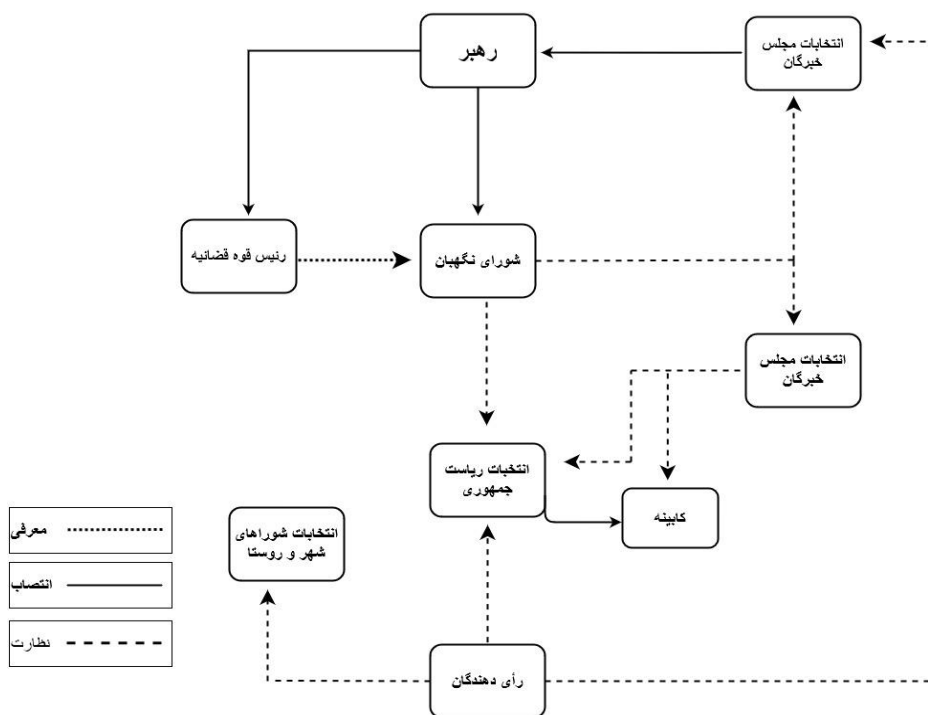 انتخابات مجلس
خبرگان
رهبر
رئیس قوه قضائیه
شورای نگهبان
انتخابات مجلس
خبرگان
انتخبات ریاست
جمهوری
کابینه
انتخابات شوراهای
شهر و روستا
رأی دهندگان
معرفی
انتصاب
نظارت